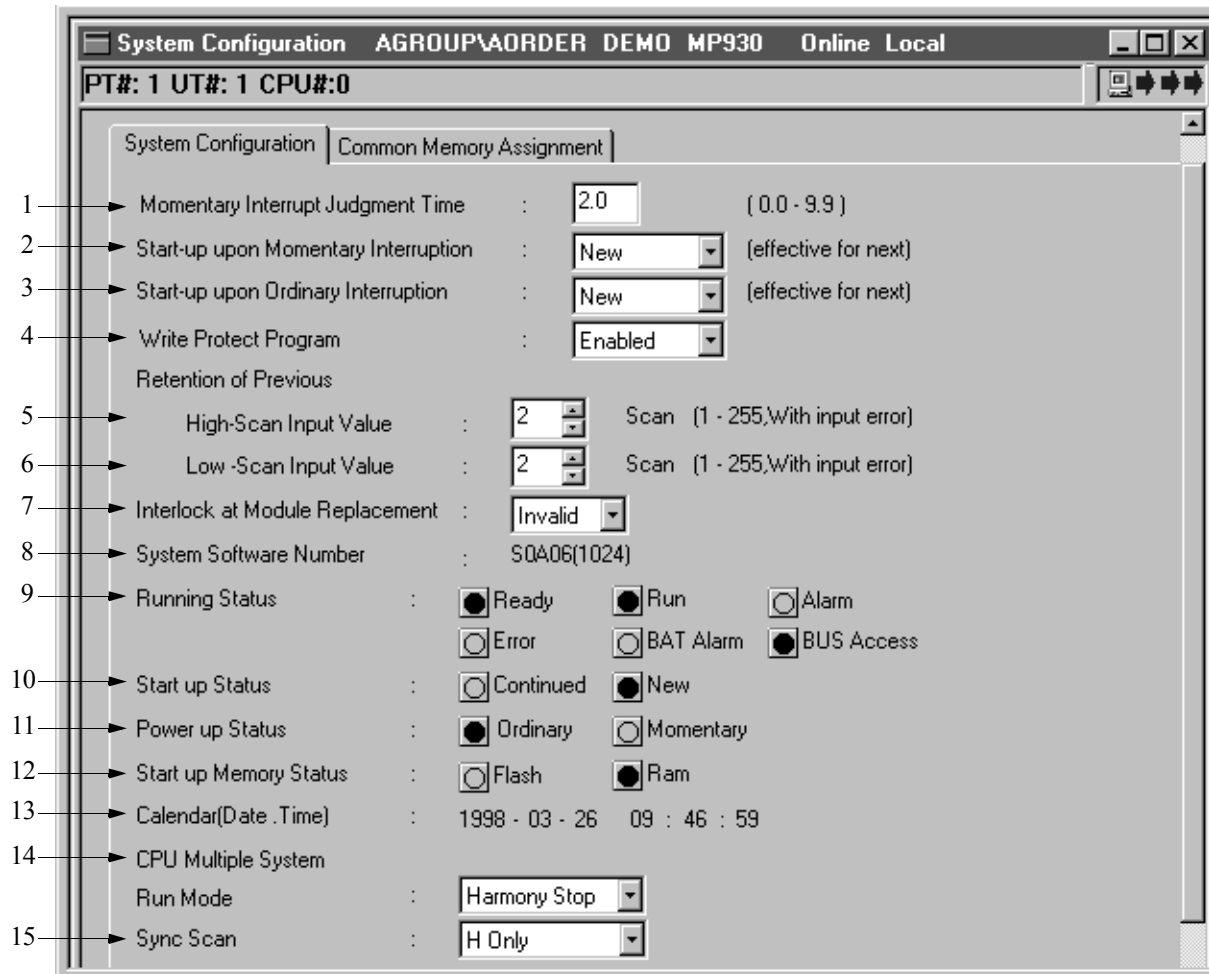 System Configuration AGROUP\AORDER DEMO MP930 Online Local
PT#: 1 UT#: 1 CPU#:0
System Configuration Common Memory Assignment
1 Momentary Interrupt Judgment Time : 2.0 ( 0.0 - 9.9 )
2 Start-up upon Momentary Interruption : New (effective for next)
3 Start-up upon Ordinary Interruption : New (effective for next)
4 Write Protect Program : Enabled
Retention of Previous
5 High-Scan Input Value : 2 Scan (1 - 255,With input error)
6 Low -Scan Input Value : 2 Scan (1 - 255,With input error)
7 Interlock at Module Replacement : Invalid
8 System Software Number : S0A06(1024)
9 Running Status : Ready Run Alarm
Error BAT Alarm BUS Access
10 Start up Status : Continued New
11 Power up Status : Ordinary Momentary
12 Start up Memory Status : Flash Ram
13 Calendar(Date .Time) : 1998 - 03 - 26 09 : 46 : 59
14 CPU Multiple System
Run Mode : Harmony Stop
15 Sync Scan : H Only